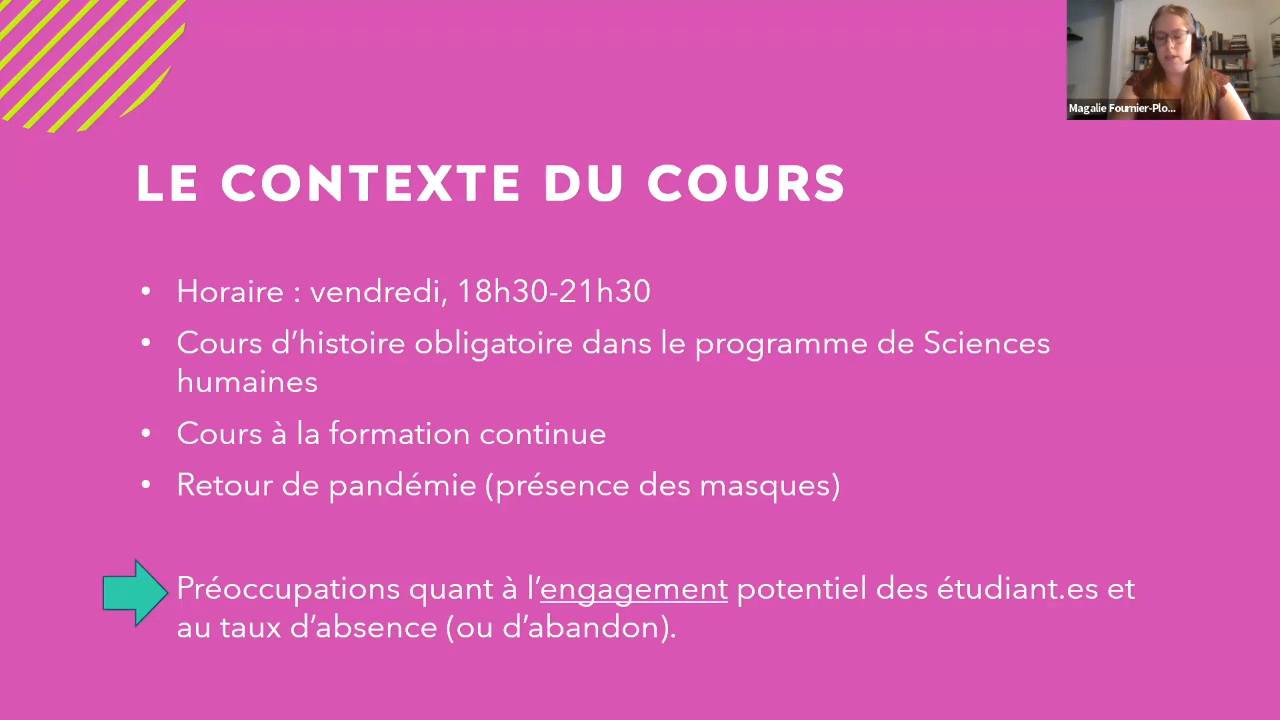 Magalie Fournier-Plo...
LE CONTEXTE DU COURS
• Horaire : vendredi, 18h30-21h30
• Cours d’histoire obligatoire dans le programme de Sciences
humaines
• Cours à la formation continue
• Retour de pandémie (présence des masques)
Préoccupations quant à l’engagement potentiel des étudiant.es et
au taux d’absence (ou d’abandon).